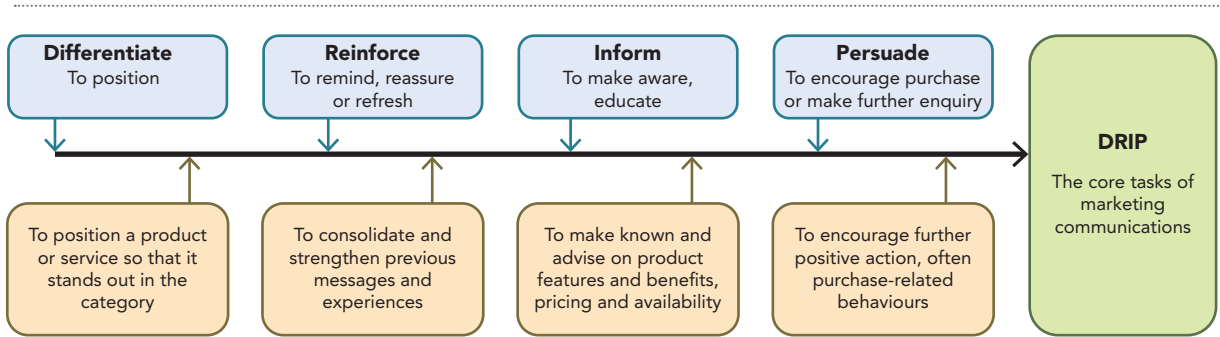 Differentiate
To position
Reinforce
To remind, reassure
or refresh
Inform
To make aware,
educate
Persuade
To encourage purchase
or make further enquiry
To position a product
or service so that it
stands out in the
category
To consolidate and
strengthen previous
messages and
experiences
To make known and
advise on product
features and benefits,
pricing and availability
To encourage further
positive action, often
purchase-related
behaviours
DRIP
The core tasks of
marketing
communications